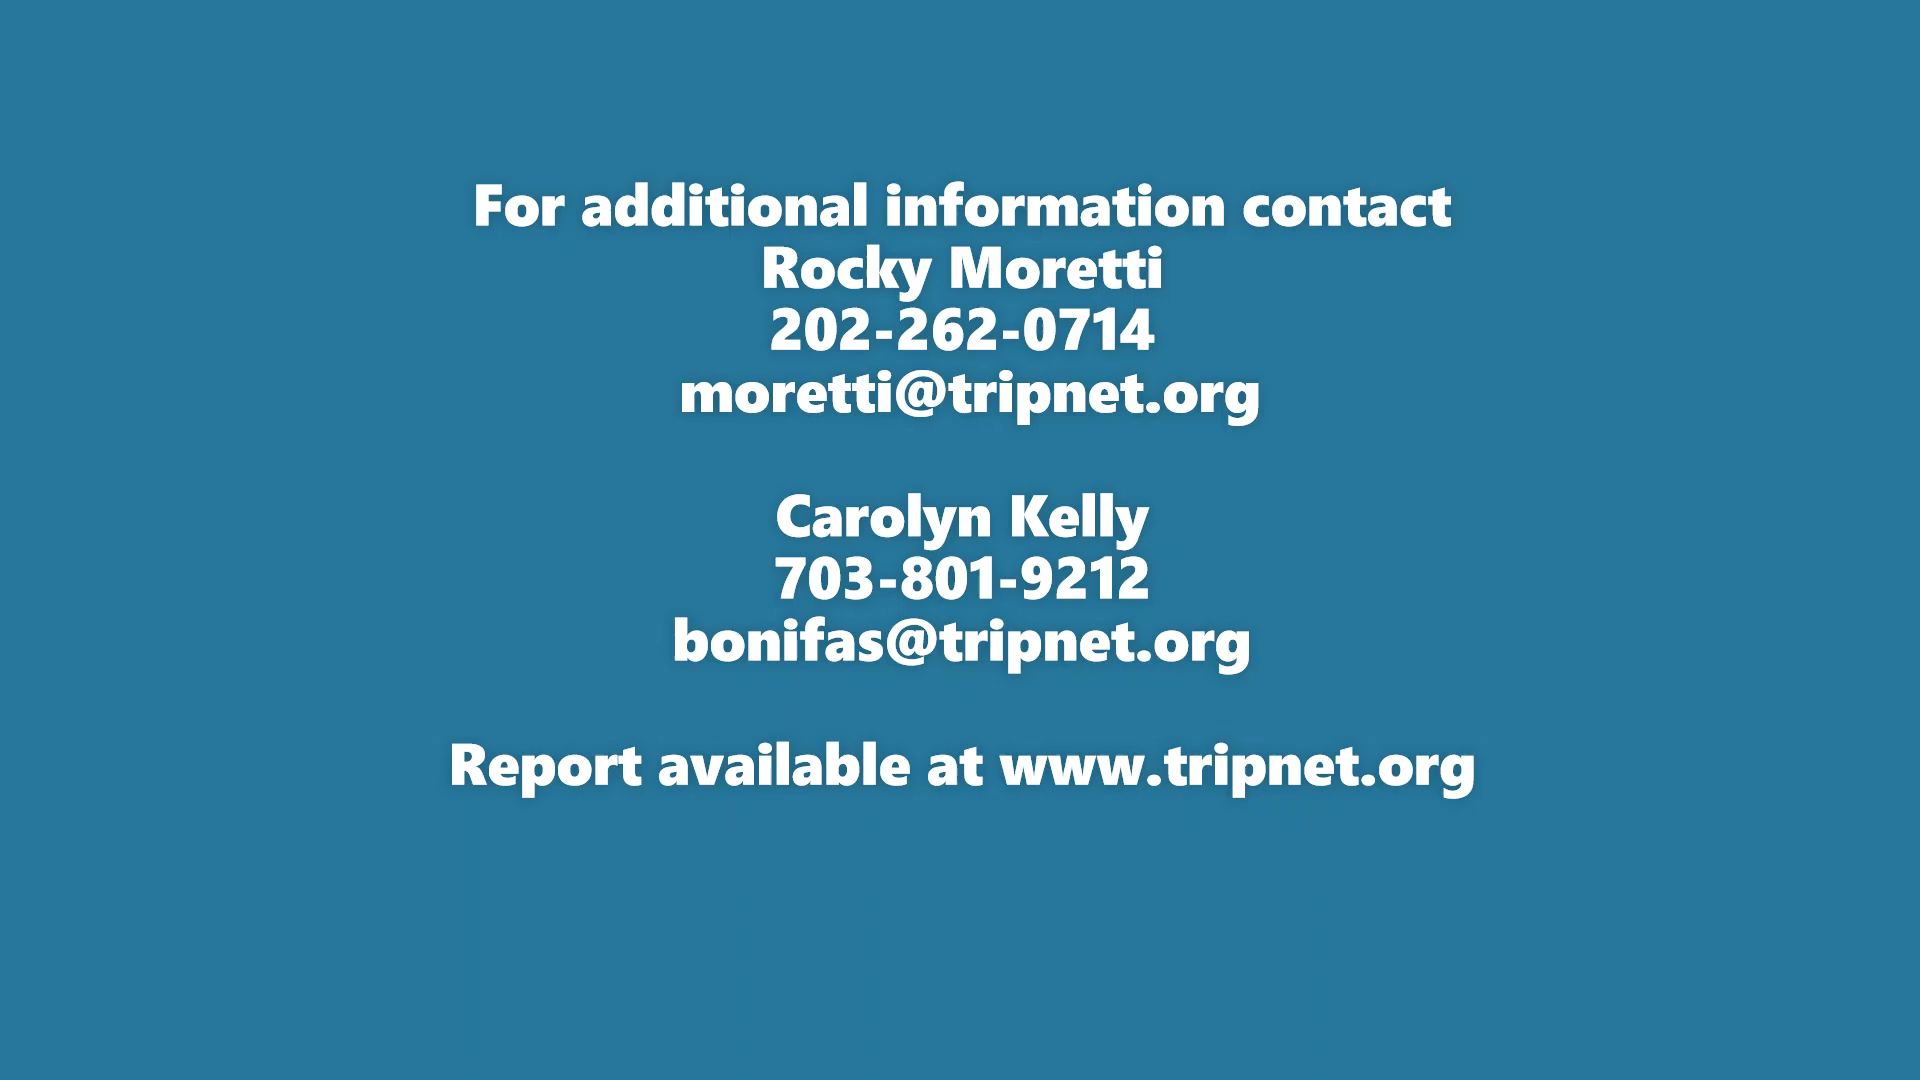 For additional information contact
Rocky Moretti
202-262-0714
moretti@tripnet.org
Carolyn Kelly
703-801-9212
bonifas@tripnet.org
Report available at www.tripnet.org